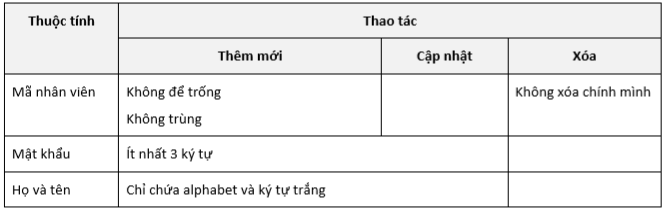 Thuộc tính
Thao tác
Thêm mới
Cập nhật
Xóa
Mã nhân viên
Không để trống
Không trùng
Không xóa chính mình
Mật khẩu
Ít nhất 3 ký tự
Họ và tên
Chỉ chứa alphabet và ký tự trắng